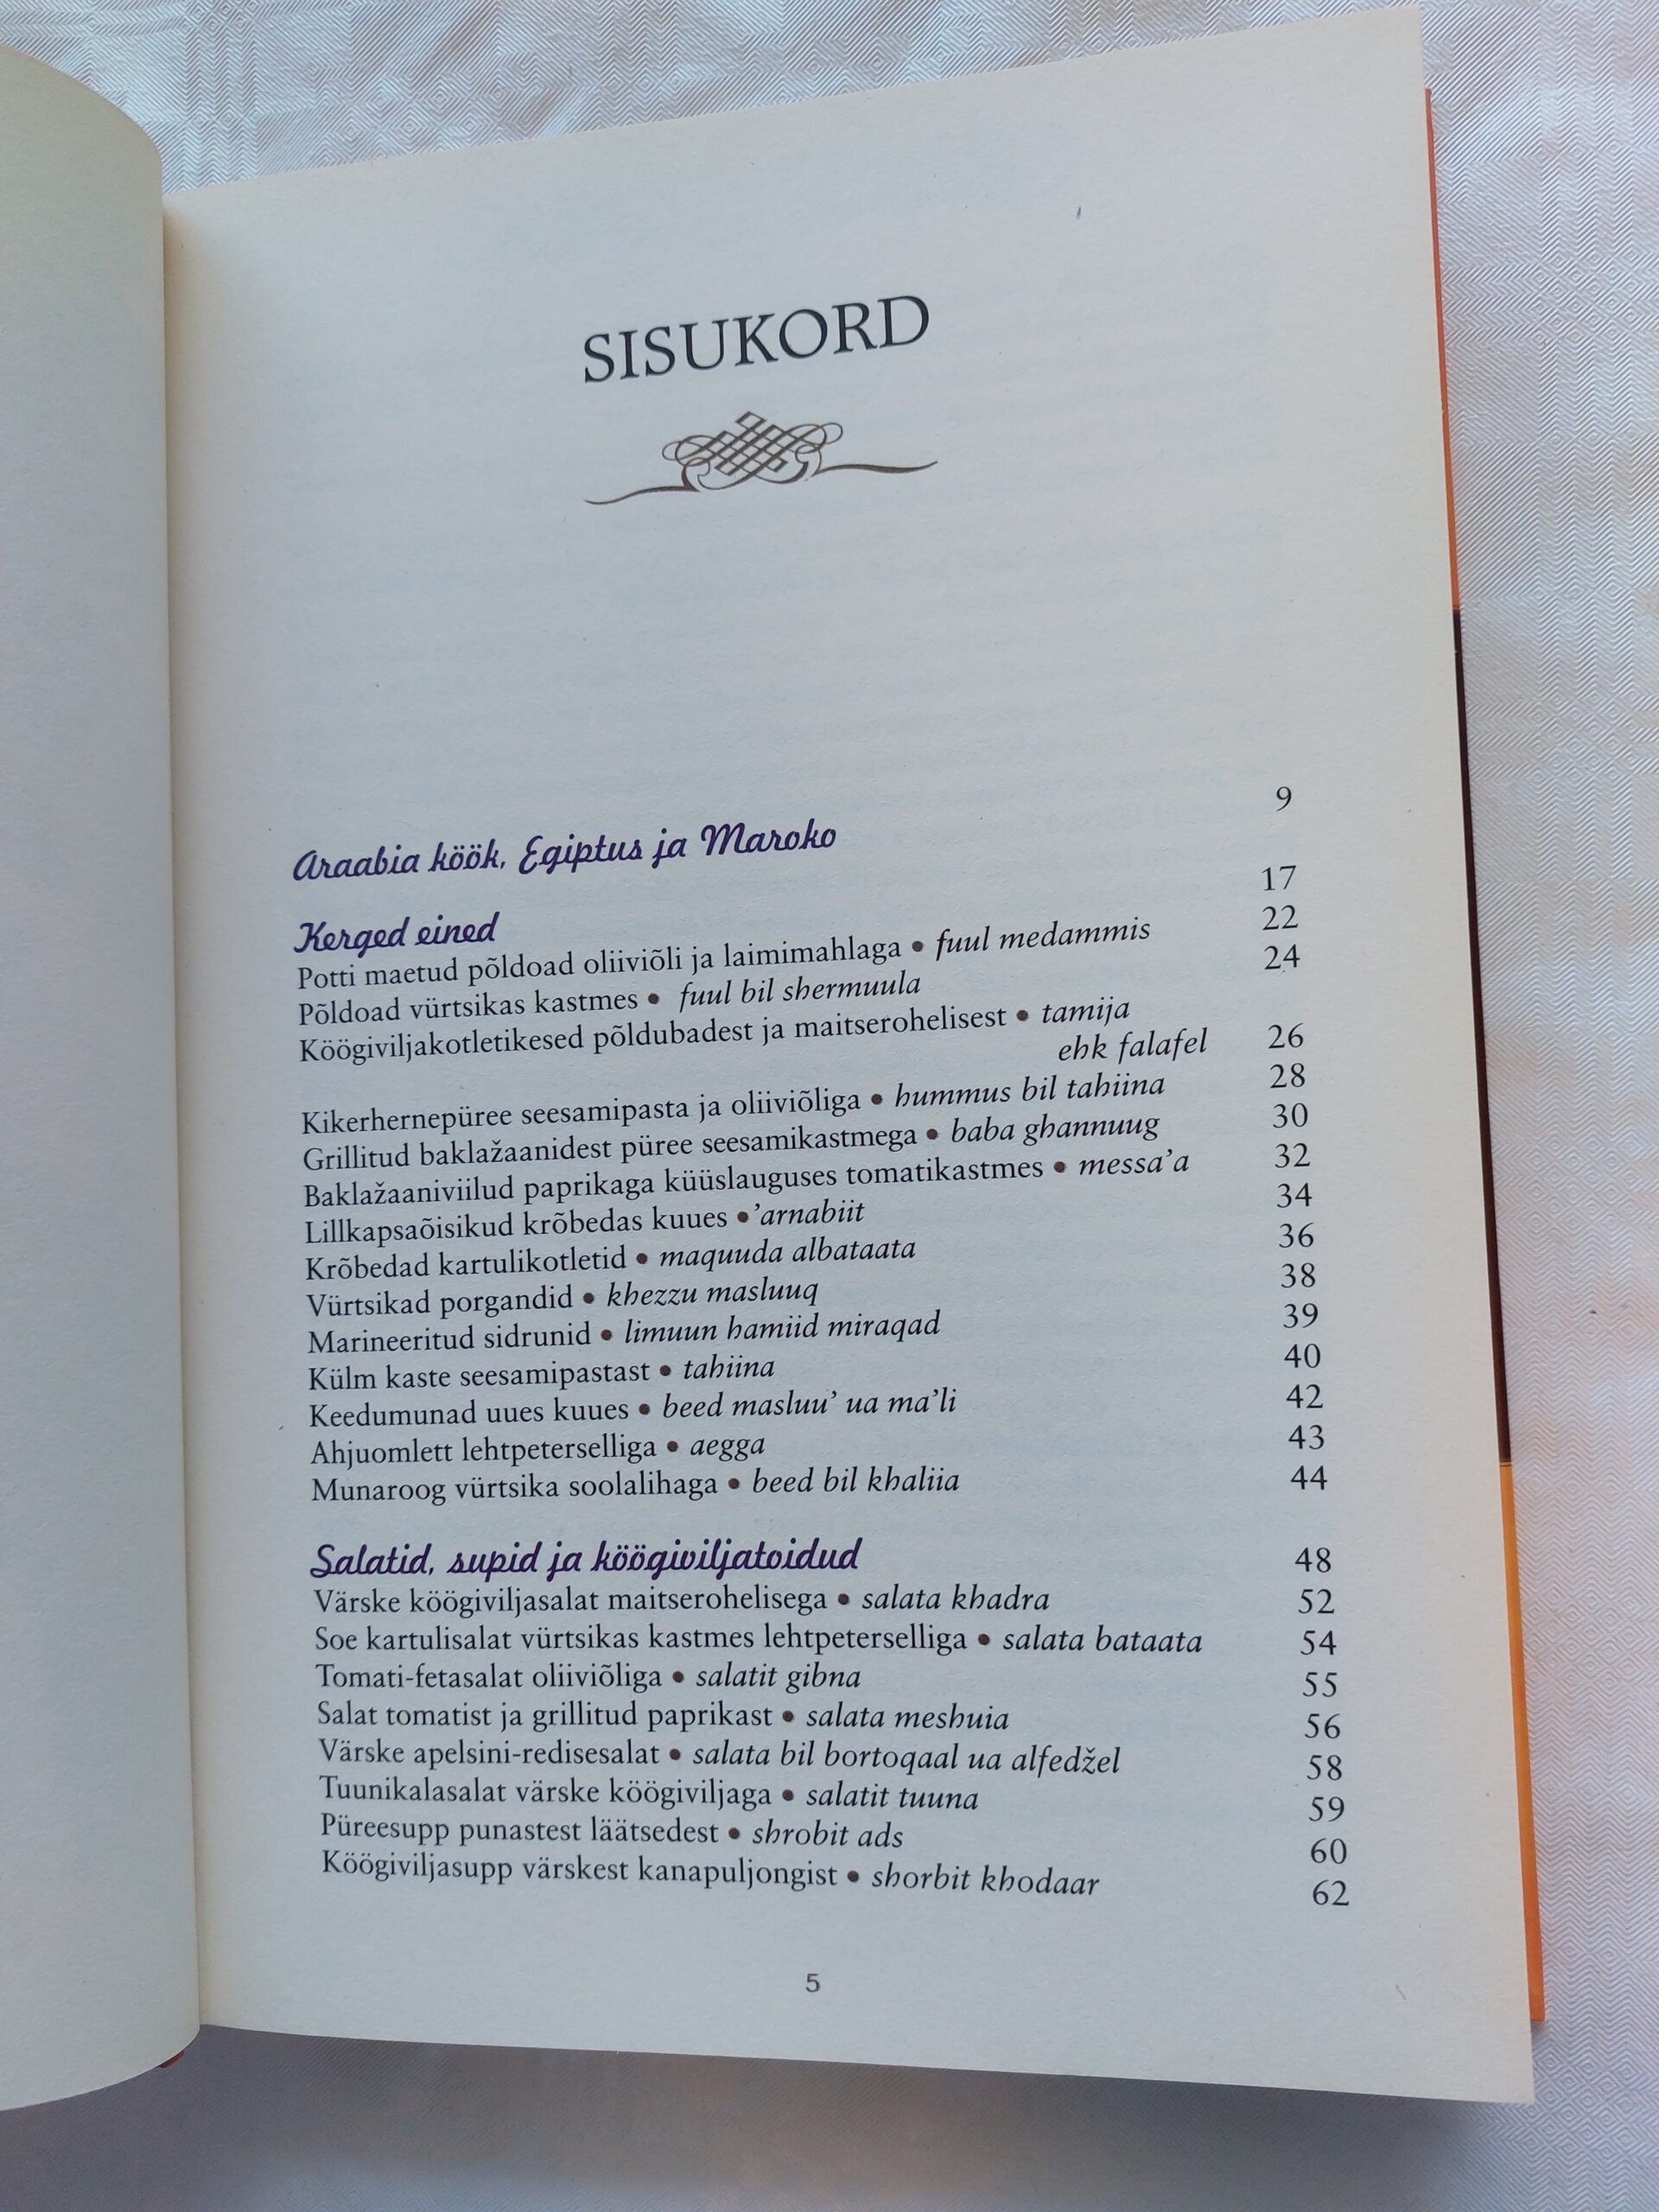 SISUKORD
Araabia köök, Egiptus ja Maroko 9
Kerged eined 17
Potti maetud põldoad oliiviõli ja laimimahlaga • fuul medammis 22
Põldoad vürtsikas kastmes • fuul bil shermuula 24
Köögiviljakotletikesed põldubadest ja maitserohelisest • tamija
ehk falafel 26
Kikerhernepüree seesamipasta ja oliiviõliga • hummus bil tahiina 28
Grillitud baklažaanidest püree seesamikastmega • baba ghannuug 30
Baklažaaniviilud paprikaga küüslauguses tomatikastmes • messa’a 32
Lillkapsaõisikud krõbedas kuues •’arnabiit 34
Krõbedad kartulikotletid • maquuda albataata 36
Vürtsikad porgandid • khezzu masluuq 38
Marineeritud sidrunid • limuun hamiid miraqad 39
Külm kaste seesamipastast • tahiina 40
Keedumunad uues kuues • beed masluu’ ua ma’li 42
Ahjuomlett lehtpeterselliga • aegga 43
Munaroog vürtsika soolalihaga • beed bil khaliia 44
Salatid, supid ja köögiviljatoidud 48
Värske köögiviljasalat maitserohelisega • salata khadra 52
Soe kartulisalat vürtsikas kastmes lehtpeterselliga • salata bataata 54
Tomati-fetasalat oliiviõliga • salatit gibna 55
Salat tomatist ja grillitud paprikast • salata meshuia 56
Värske apelsini-redisesalat • salata bil bortoqaal ua alfedžel 58
Tuunikalasalat värske köögiviljaga • salatit tuuna 59
Püreesupp punastest läätsedest • shrobit ads 60
Köögiviljasupp värskest kanapuljongist • shorbit khodaar 62
5